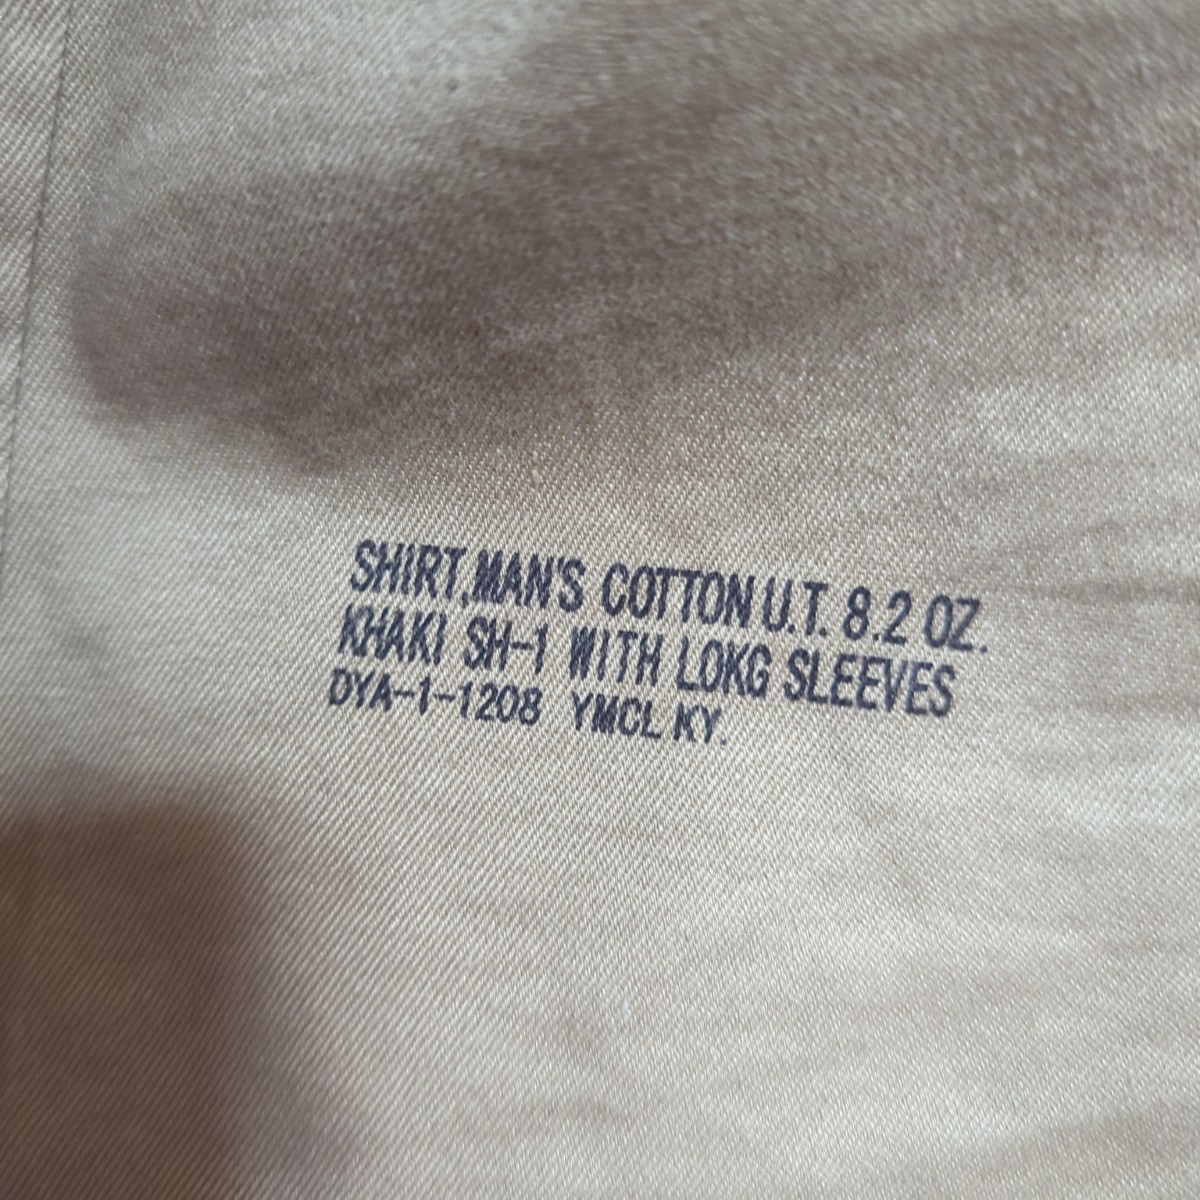 SHIRT,MAN'S COTTON U.T. 8.2 OZ.
KHAKI SH-1 WITH LOKG SLEEVES
DYA-1-1208 YMCL KY.